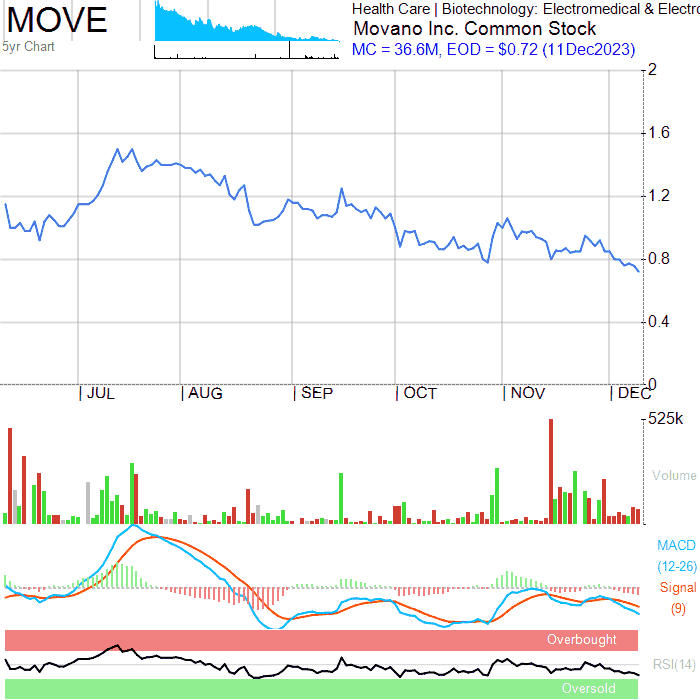 MOVE
5yr Chart
Health Care | Biotechnology: Electromedical & Electro
Movano Inc. Common Stock
MC = 36.6M, EOD = $0.72 (11Dec2023)
2
1.6
1.2
0.8
0.4
0
JUL AUG SEP OCT NOV DEC
525k
Volume
MACD
(12-26)
Signal
(9)
Overbought
RSI(14)
Oversold